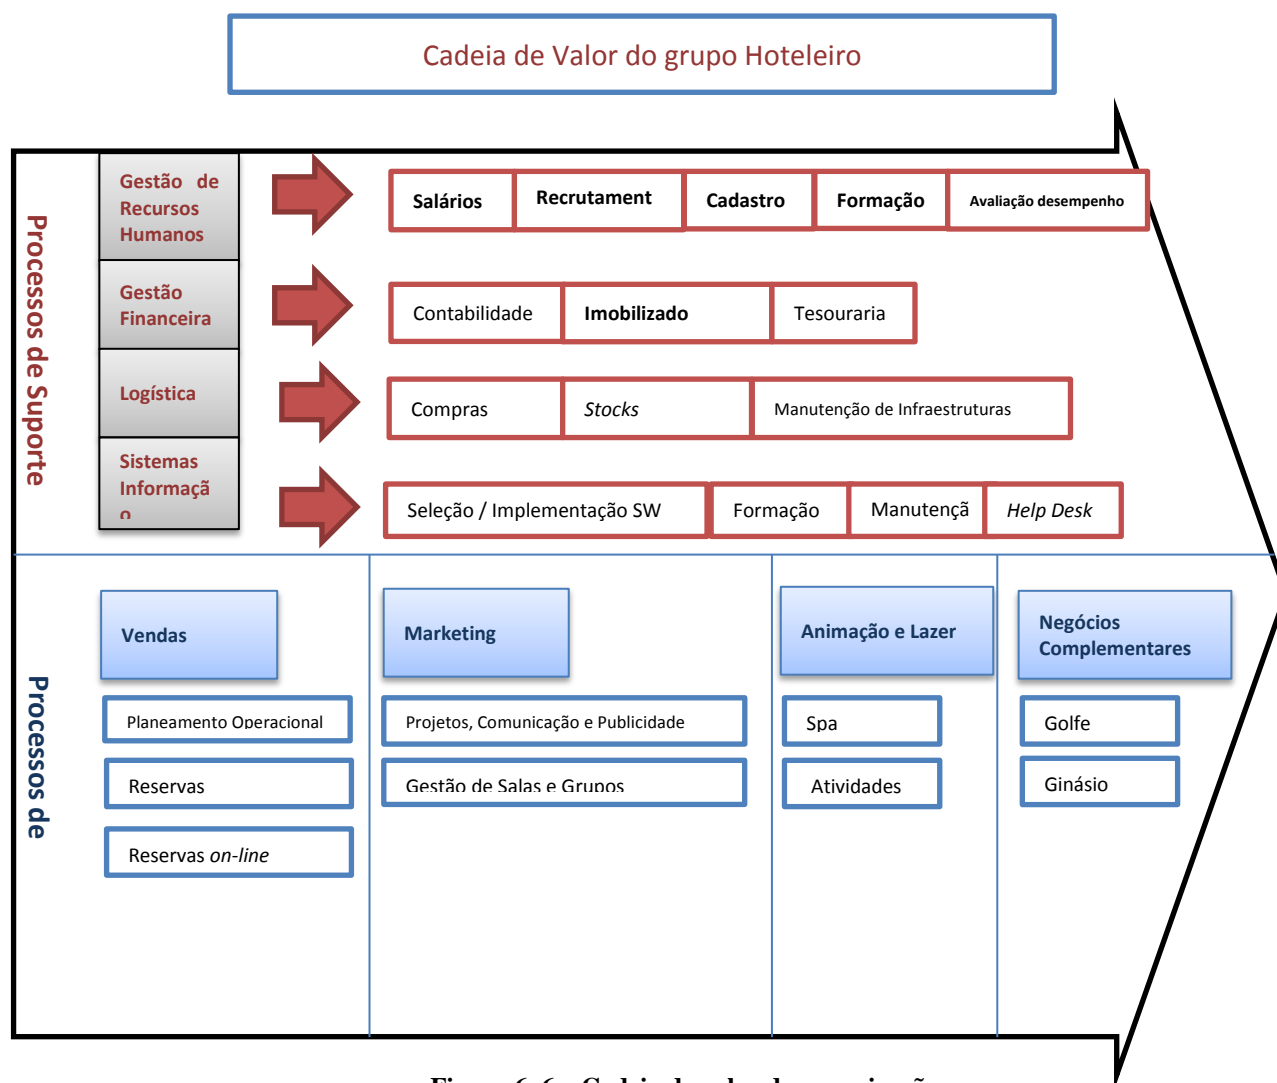 Cadeia de Valor do grupo Hoteleiro
Processos de Suporte
Gestão de
Recursos
Humanos
Salários
Recrutament
Cadastro
Formação
Avaliação desempenho
Gestão
Financeira
Contabilidade
Imobilizado
Tesouraria
Logística
Compras
Stocks
Manutenção de Infraestruturas
Sistemas
Informaçã
o
Seleção / Implementação SW
Formação
Manutençã
Help Desk
Processos de
Vendas
Planeamento Operacional
Reservas
Reservas on-line
Marketing
Projetos, Comunicação e Publicidade
Gestão de Salas e Grupos
Animação e Lazer
Spa
Atividades
Negócios
Complementares
Golfe
Ginásio